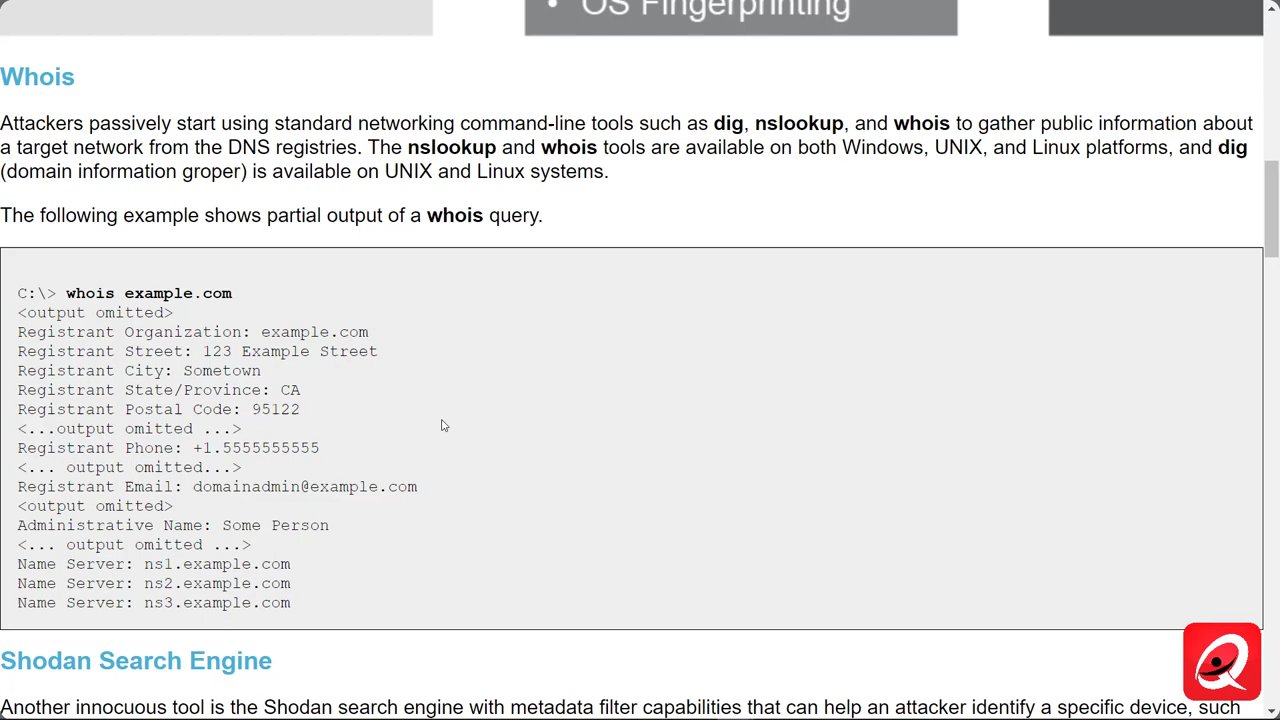 • OS Fingerprinting
Whois
Attackers passively start using standard networking command-line tools such as dig, nslookup, and whois to gather public information about
a target network from the DNS registries. The nslookup and whois tools are available on both Windows, UNIX, and Linux platforms, and dig
(domain information groper) is available on UNIX and Linux systems.
The following example shows partial output of a whois query.
C:\> whois example.com
<output omitted>
Registrant Organization: example.com
Registrant Street: 123 Example Street
Registrant City: Sometown
Registrant State/Province: CA
Registrant Postal Code: 95122
<...output omitted ...>
Registrant Phone: +1.5555555555
<... output omitted...>
Registrant Email: domainadmin@example.com
<output omitted>
Administrative Name: Some Person
<... output omitted ...>
Name Server: ns1.example.com
Name Server: ns2.example.com
Name Server: ns3.example.com
Shodan Search Engine
Another innocuous tool is the Shodan search engine with metadata filter capabilities that can help an attacker identify a specific device, such